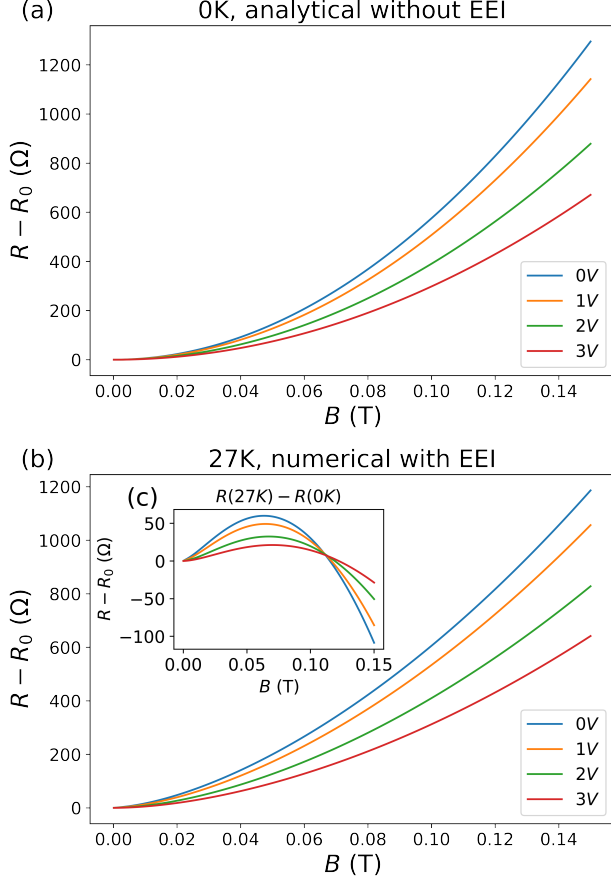 (a)
0K, analytical without EEI
R − R₀ (Ω)
1200
1000
800
600
400
200
0
0V
1V
2V
3V
0.00 0.02 0.04 0.06 0.08 0.10 0.12 0.14
B (T)
(b)
27K, numerical with EEI
R − R₀ (Ω)
1200
1000
800
600
400
200
0
(c)
R(27K) − R(0K)
R − R₀ (Ω)
50
0
−50
−100
0.00 0.05 0.10 0.15
B (T)
0V
1V
2V
3V
0.00 0.02 0.04 0.06 0.08 0.10 0.12 0.14
B (T)